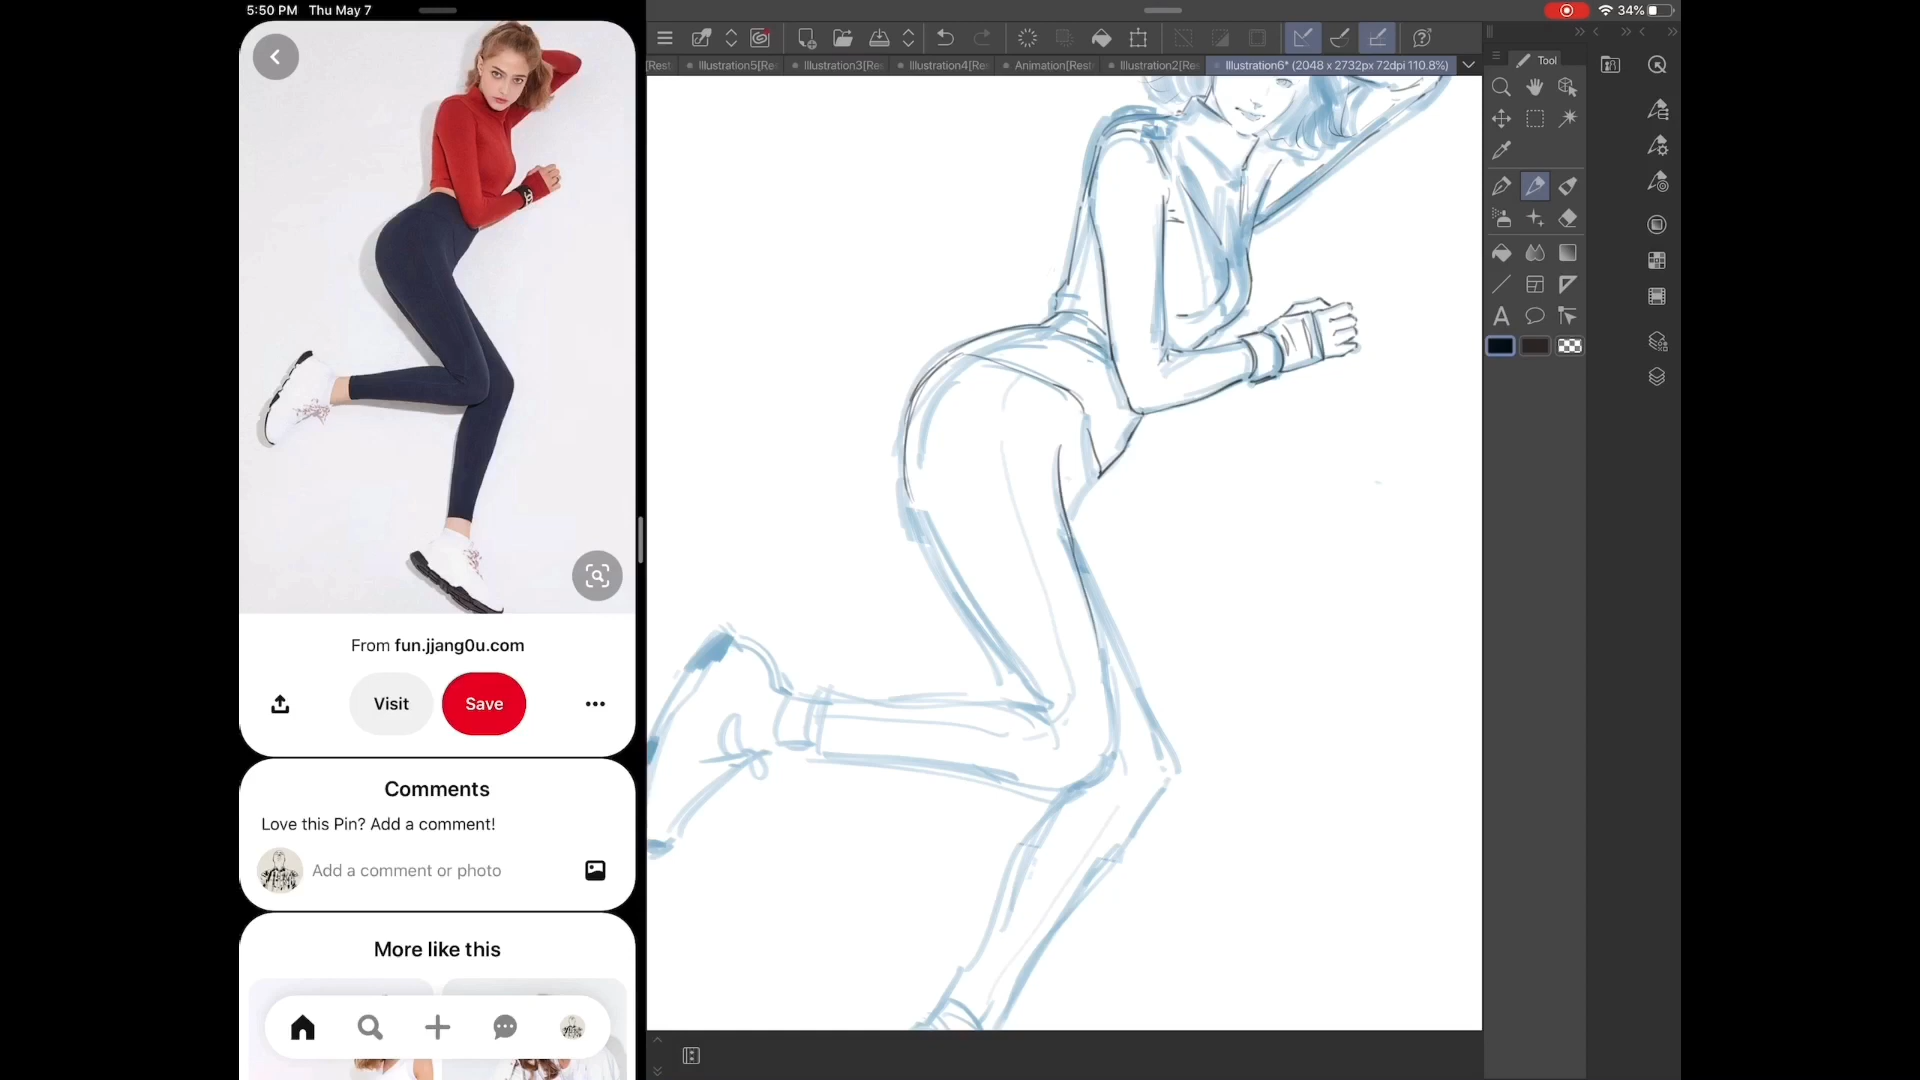 5:50 PM Thu May 7
34%
[Rest
Illustration5[Re
Illustration3[Re
Illustration4[Re
Animation[Rest
Illustration2[Re
Illustration6* (2048 x 2732px 72dpi 110.8%)
Tool
A
From fun.jjang0u.com
Visit
Save
Comments
Love this Pin? Add a comment!
Add a comment or photo
More like this